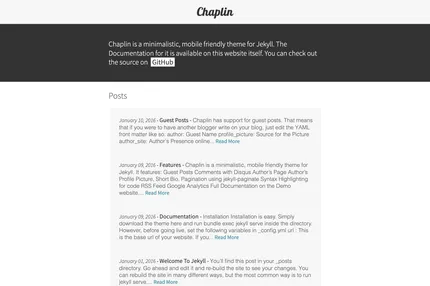 Chaplin
Chaplin is a minimalistic, mobile friendly theme for Jekyll. The
Documentation for it is available on this website itself. You can check out
the source on GitHub
Posts
January 10, 2016 - Guest Posts - Chaplin has support for guest posts. That means
that if you were to have another blogger write on your blog, just edit the YAML
front matter like so: author: Guest Name profile_picture: Source for the Picture
author_site: Author's Presence online... Read More
January 09, 2016 - Features - Chaplin is a minimalistic, mobile friendly theme for
Jekyll. It features: Guest Posts Comments with Disqus Author's Page Author's
Profile Picture, Short Bio. Pagination using jekyll-paginate Syntax Highlighting
for code RSS Feed Google Analytics Full Documentation on the Demo
website.... Read More
January 09, 2016 - Documentation - Installation Installation is easy. Simply
download the theme here and run bundle exec jekyll serve inside the directory.
However, before going live, set the following variables in _config.yml url : This
is the base url of your website. If you... Read More
January 01, 2016 - Welcome To Jekyll - You'll find this post in your _posts
directory. Go ahead and edit it and re-build the site to see your changes. You
can rebuild the site in many different ways, but the most common way is to run
jekyll serve,... Read More